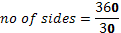 no of sides = 360/30